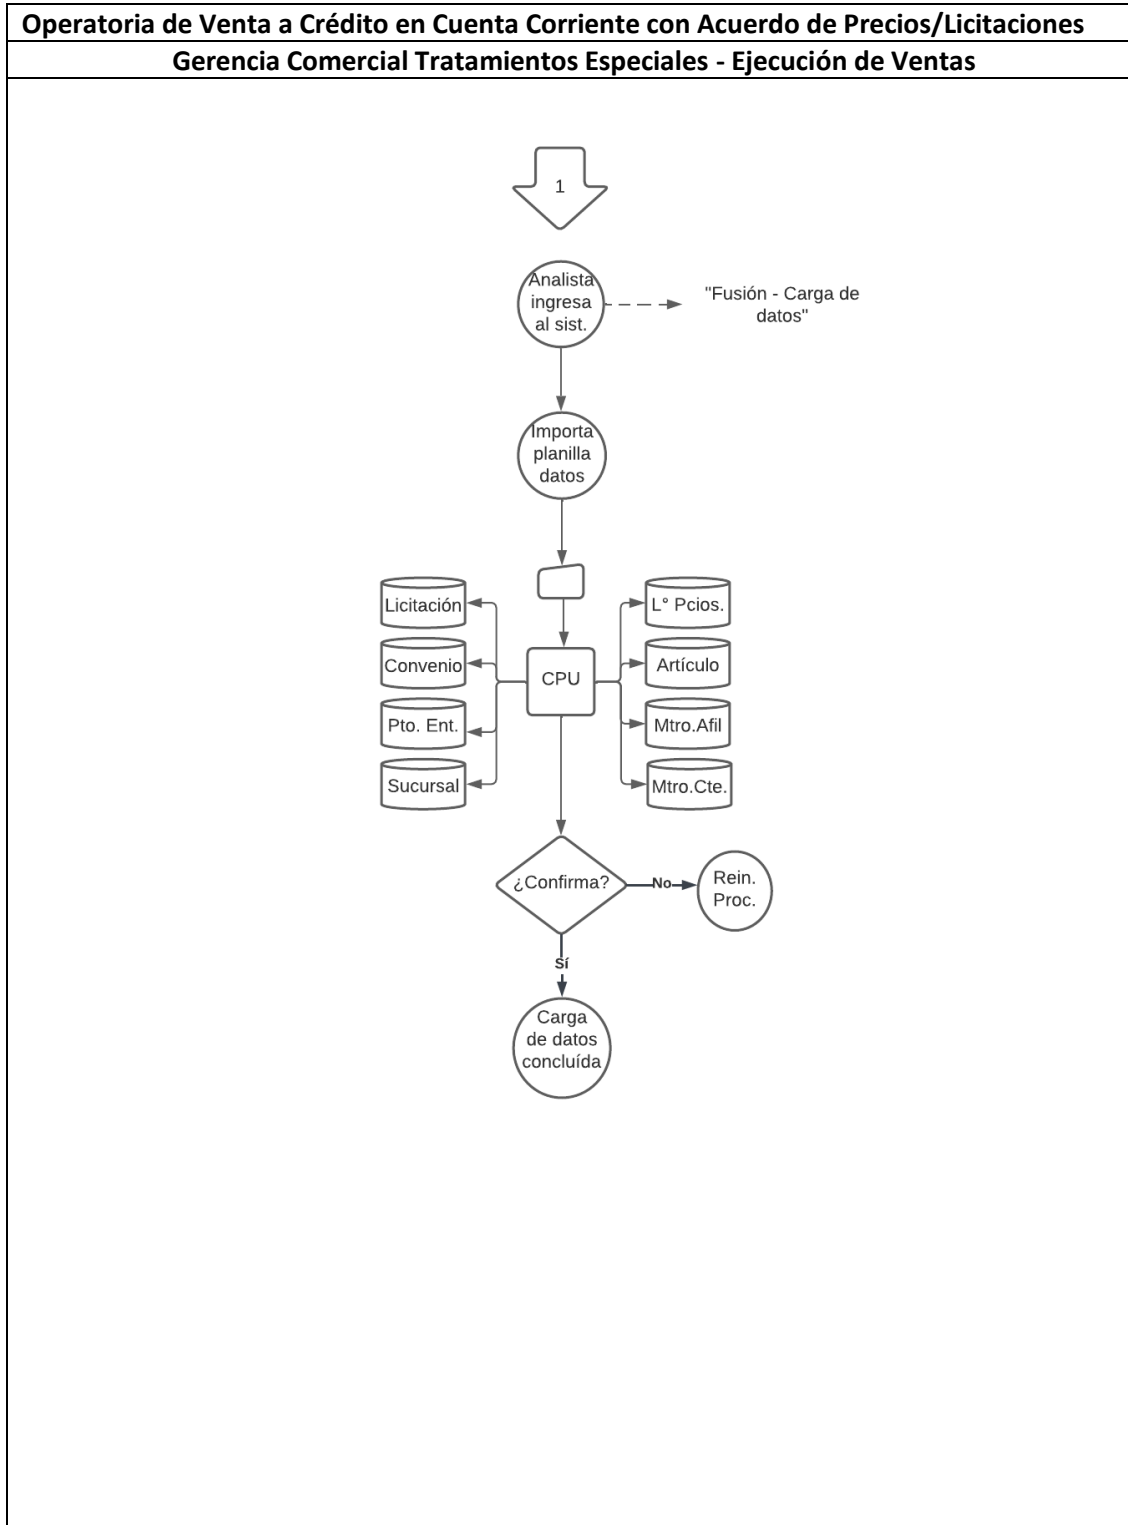 Operatoria de Venta a Crédito en Cuenta Corriente con Acuerdo de Precios/Licitaciones
Gerencia Comercial Tratamientos Especiales - Ejecución de Ventas
1
Analista
ingresa
al sist.
"Fusión - Carga de
datos"
Importa
planilla
datos
Licitación
L° Pcios.
Convenio
CPU
Artículo
Pto. Ent.
Mtro.Afil
Sucursal
Mtro.Cte.
¿Confirma?
No
Rein.
Proc.
Sí
Carga
de datos
concluída